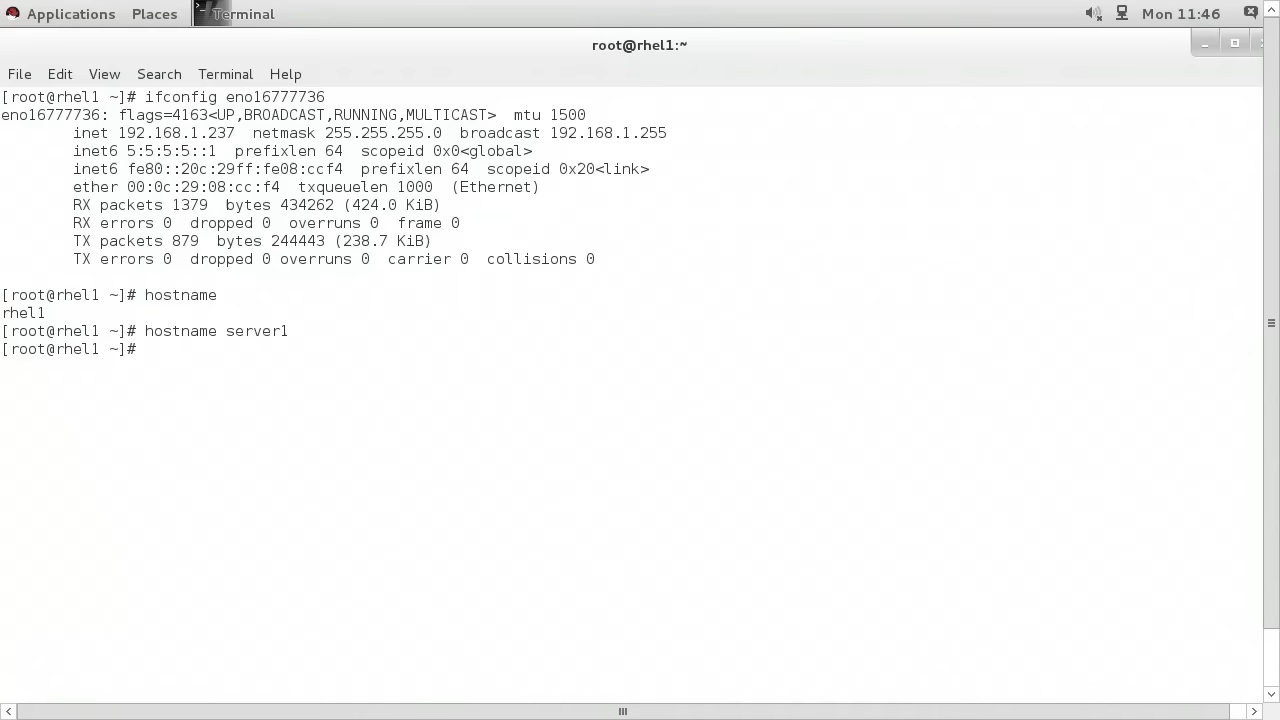 Applications Places Terminal Mon 11:46
root@rhel1:~
File Edit View Search Terminal Help
[root@rhel1 ~]# ifconfig eno16777736
eno16777736: flags=4163<UP,BROADCAST,RUNNING,MULTICAST>  mtu 1500
        inet 192.168.1.237  netmask 255.255.255.0  broadcast 192.168.1.255
        inet6 5:5:5:5::1  prefixlen 64  scopeid 0x0<global>
        inet6 fe80::20c:29ff:fe08:ccf4  prefixlen 64  scopeid 0x20<link>
        ether 00:0c:29:08:cc:f4  txqueuelen 1000  (Ethernet)
        RX packets 1379  bytes 434262 (424.0 KiB)
        RX errors 0  dropped 0  overruns 0  frame 0
        TX packets 879  bytes 244443 (238.7 KiB)
        TX errors 0  dropped 0 overruns 0  carrier 0  collisions 0
[root@rhel1 ~]# hostname
rhel1
[root@rhel1 ~]# hostname server1
[root@rhel1 ~]#